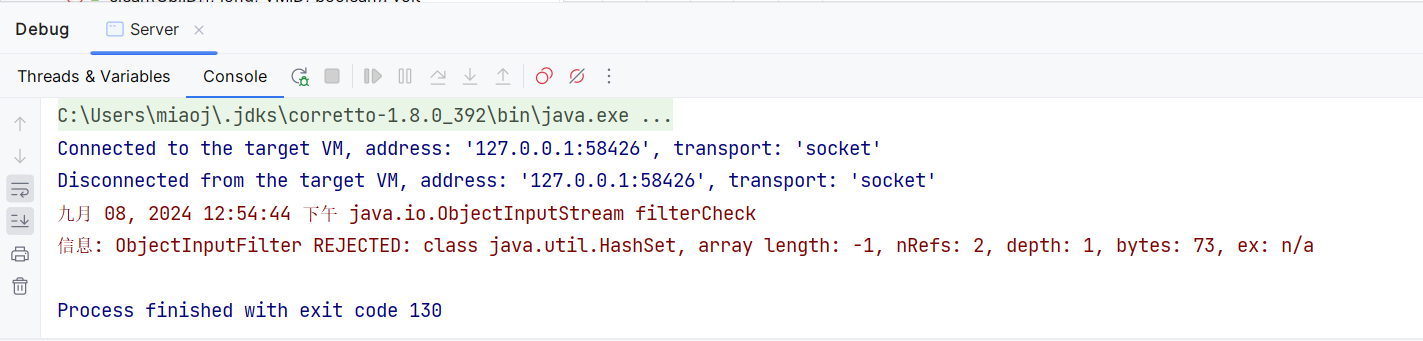 Debug
Server
Threads & Variables
Console
C:\Users\miaoj\.jdks\corretto-1.8.0_392\bin\java.exe ...
Connected to the target VM, address: '127.0.0.1:58426', transport: 'socket'
Disconnected from the target VM, address: '127.0.0.1:58426', transport: 'socket'
九月 08, 2024 12:54:44 下午 java.io.ObjectInputStream filterCheck
信息: ObjectInputFilter REJECTED: class java.util.HashSet, array length: -1, nRefs: 2, depth: 1, bytes: 73, ex: n/a
Process finished with exit code 130